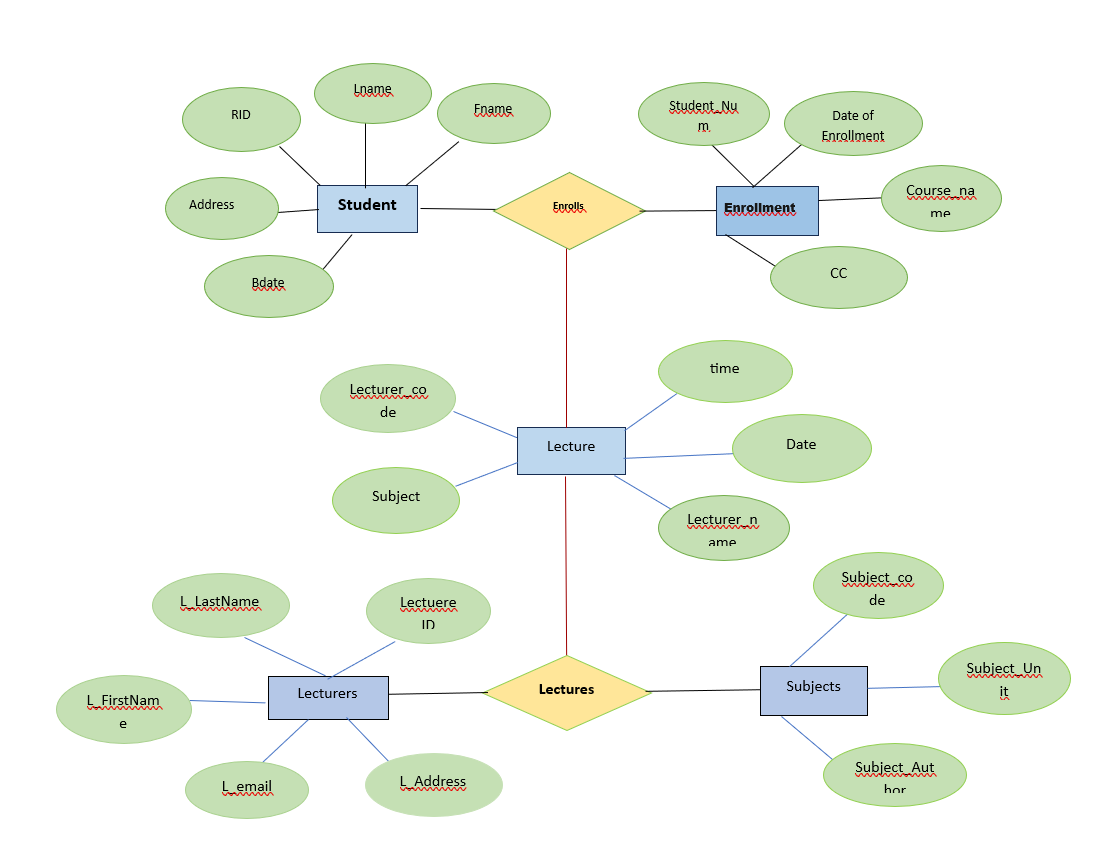 Lname
RID
Fname
Student_Nu
m
Date of
Enrollment
Address
Student
Enrolls
Enrollment
Course_na
me
Bdate
CC
Lecturer_co
de
time
Lecture
Date
Subject
Lecturer_n
ame
Subject_co
de
L_LastName
Lectuere
ID
Lecturers
Lectures
Subjects
Subject_Un
it
L_FirstNam
e
L_email
L_Address
Subject_Aut
hor